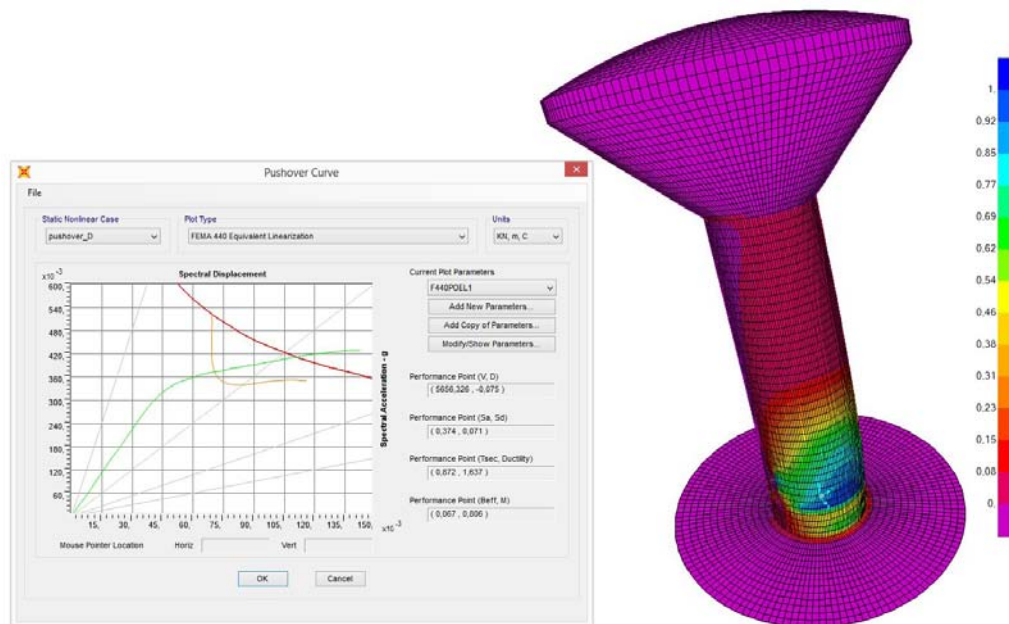 Pushover Curve
File
Static Nonlinear Case
pushover_D
Plot Type
FEMA 440 Equivalent Linearization
Units
KN, m, C
x10 -3
Spectral Displacement
600,
540,
480,
420,
360,
300,
240,
180,
120,
60,
15, 30, 45, 60, 75, 90, 105, 120, 135, 150,
x10 -3
Spectral Acceleration - g
Mouse Pointer Location Horiz Vert
Current Plot Parameters
F440POEL1
Add New Parameters...
Add Copy of Parameters...
Modify/Show Parameters...
Performance Point (V, D)
( 5656,326 , -0,075 )
Performance Point (Sa, Sd)
( 0,374 , 0,071 )
Performance Point (Tsec, Ductility)
( 0,872 , 1,637 )
Performance Point (Beff, M)
( 0,067 , 0,806 )
OK Cancel
1.
0.92
0.85
0.77
0.69
0.62
0.54
0.46
0.38
0.31
0.23
0.15
0.08
0.